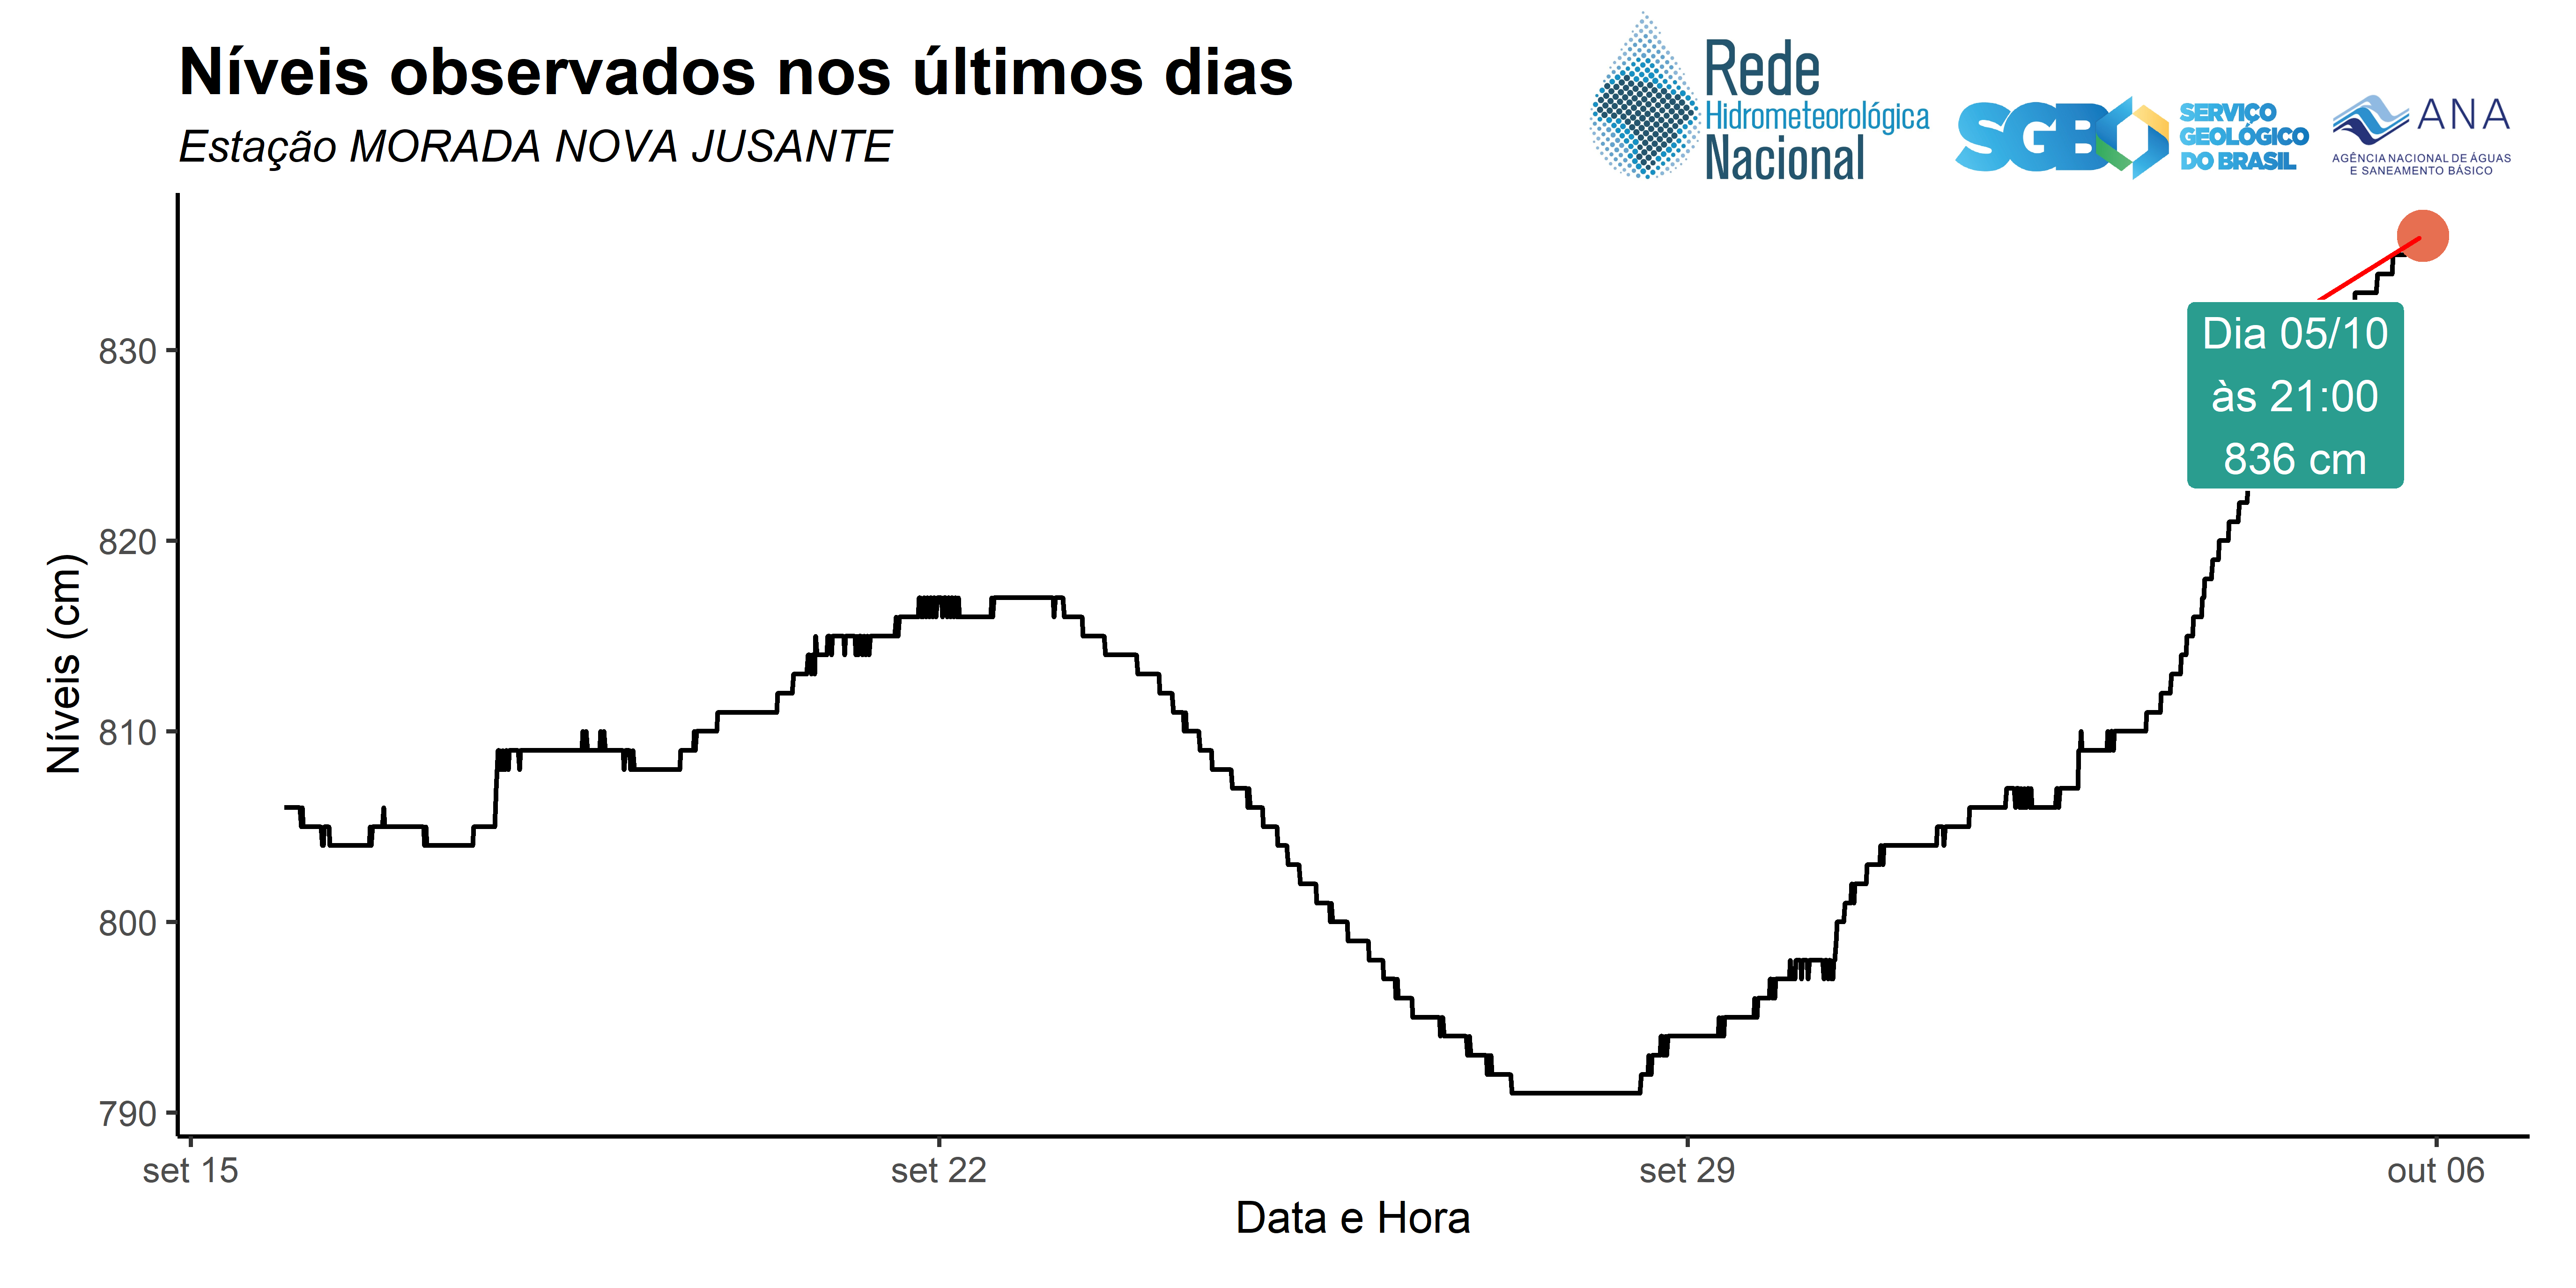 Níveis observados nos últimos dias
Estação MORADA NOVA JUSANTE
Rede
Hidrometeorológica
Nacional
SGB
SERVIÇO
GEOLÓGICO
DO BRASIL
ANA
AGÊNCIA NACIONAL DE ÁGUAS
E SANEAMENTO BÁSICO
Níveis (cm)
830
820
810
800
790
Dia 05/10
às 21:00
836 cm
set 15
set 22
set 29
out 06
Data e Hora